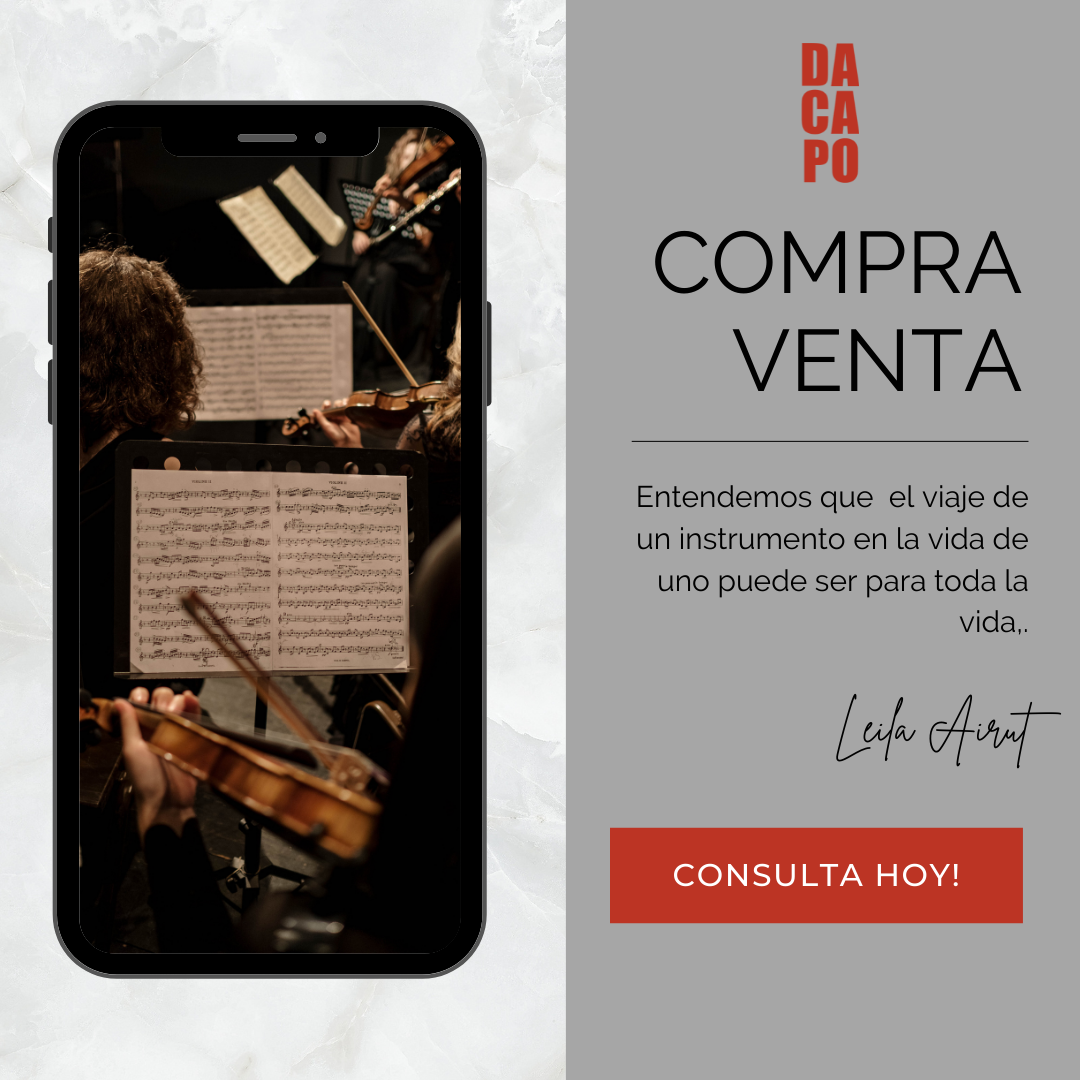 DA
CA
PO
COMPRA
VENTA
Entendemos que  el viaje de
un instrumento en la vida de
uno puede ser para toda la
vida,.
Leila Airut
CONSULTA HOY!